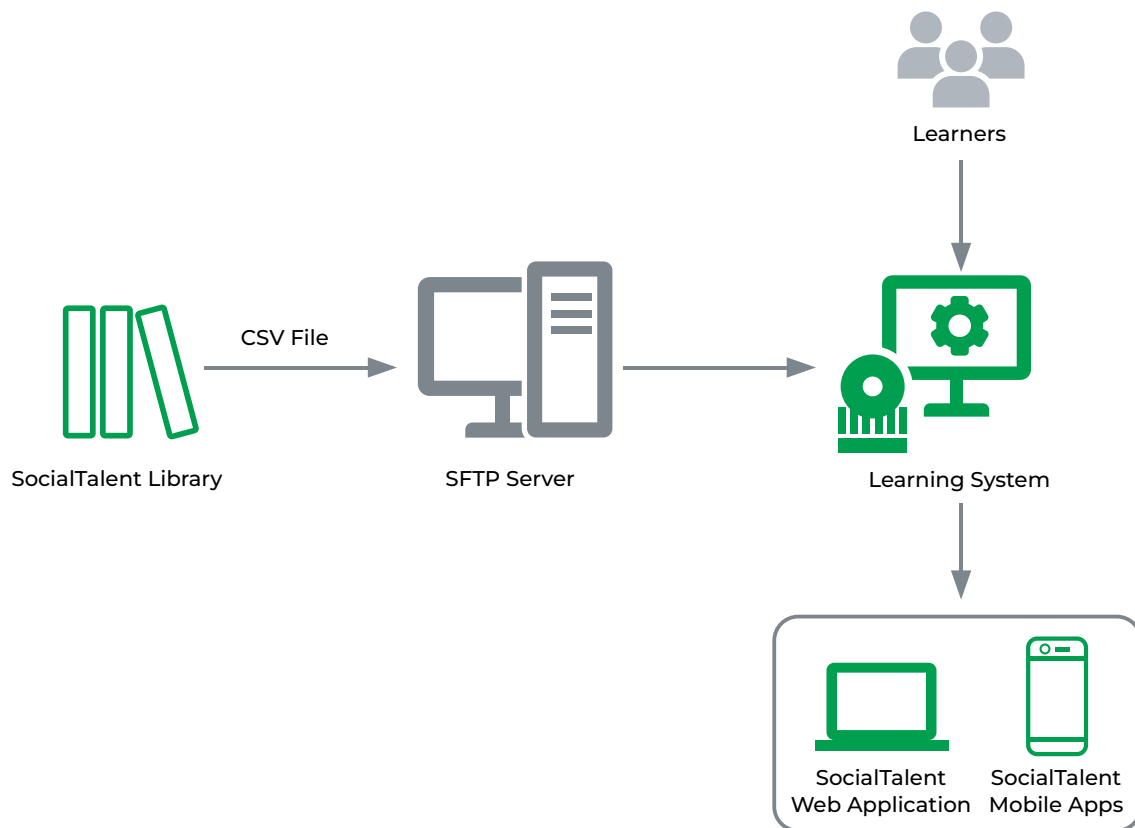 Learners
CSV File
SocialTalent Library
SFTP Server
Learning System
SocialTalent
Web Application
SocialTalent
Mobile Apps